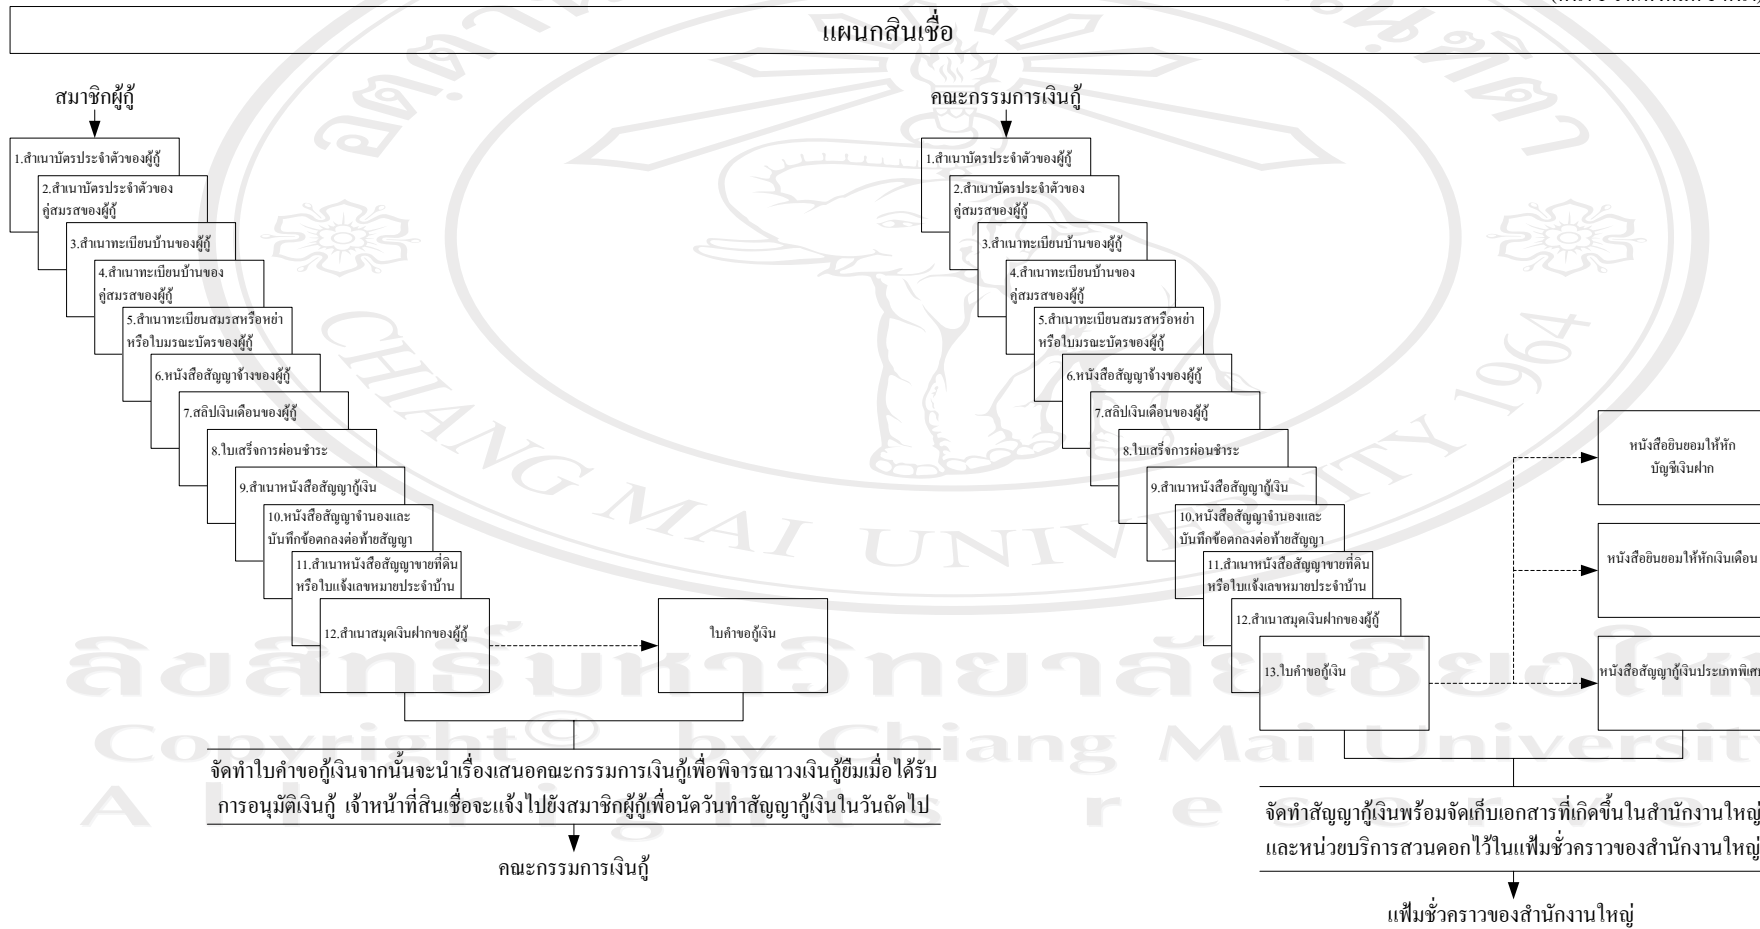 แผนกสินเชื่อ
สมาชิกผู้กู้
1.สำเนาบัตรประจำตัวของผู้กู้
2.สำเนาบัตรประจำตัวของ
คู่สมรสของผู้กู้
3.สำเนาทะเบียนบ้านของผู้กู้
4.สำเนาทะเบียนบ้านของ
คู่สมรสของผู้กู้
5.สำเนาทะเบียนสมรสหรือหย่า
หรือใบมรณะบัตรของผู้กู้
6.หนังสือสัญญาจ้างของผู้กู้
7.สลิปเงินเดือนของผู้กู้
8.ใบเสร็จการผ่อนชำระ
9.สำเนาหนังสือสัญญากู้เงิน
10.หนังสือสัญญาจำนองและ
บันทึกข้อตกลงต่อท้ายสัญญา
11.สำเนาหนังสือสัญญาขายที่ดิน
หรือใบแจ้งเลขหมายประจำบ้าน
12.สำเนาสมุดเงินฝากของผู้กู้
ใบคำขอกู้เงิน
จัดทำใบคำขอกู้เงินจากนั้นจะนำเรื่องเสนอคณะกรรมการเงินกู้เพื่อพิจารณาวงเงินกู้ยืมเมื่อได้รับ
การอนุมัติเงินกู้ เจ้าหน้าที่สินเชื่อจะแจ้งไปยังสมาชิกผู้กู้เพื่อนัดวันทำสัญญากู้เงินในวันถัดไป
คณะกรรมการเงินกู้
คณะกรรมการเงินกู้
1.สำเนาบัตรประจำตัวของผู้กู้
2.สำเนาบัตรประจำตัวของ
คู่สมรสของผู้กู้
3.สำเนาทะเบียนบ้านของผู้กู้
4.สำเนาทะเบียนบ้านของ
คู่สมรสของผู้กู้
5.สำเนาทะเบียนสมรสหรือหย่า
หรือใบมรณะบัตรของผู้กู้
6.หนังสือสัญญาจ้างของผู้กู้
7.สลิปเงินเดือนของผู้กู้
8.ใบเสร็จการผ่อนชำระ
9.สำเนาหนังสือสัญญากู้เงิน
10.หนังสือสัญญาจำนองและ
บันทึกข้อตกลงต่อท้ายสัญญา
11.สำเนาหนังสือสัญญาขายที่ดิน
หรือใบแจ้งเลขหมายประจำบ้าน
12.สำเนาสมุดเงินฝากของผู้กู้
13.ใบคำขอกู้เงิน
หนังสือยินยอมให้หัก
บัญชีเงินฝาก
หนังสือยินยอมให้หักเงินเดือน
หนังสือสัญญากู้เงินประเภทพิเศษ
จัดทำสัญญากู้เงินพร้อมจัดเก็บเอกสารที่เกิดขึ้นในสำนักงานใหญ่
และหน่วยบริการสวนดอกไว้ในแฟ้มชั่วคราวของสำนักงานใหญ่
แฟ้มชั่วคราวของสำนักงานใหญ่
CHIANG MAI UNIVERSITY 1964
ลิขสิทธิ์มหาวิทยาลัยเชียงให
Copyright© by Chiang Mai University
All rights reserve